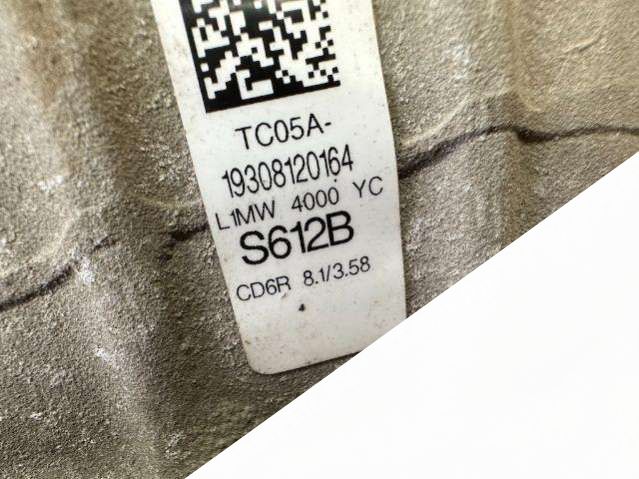 TC05A-
19308120164
L1MW 4000 YC
S612B
CD6R 8.1/3.58